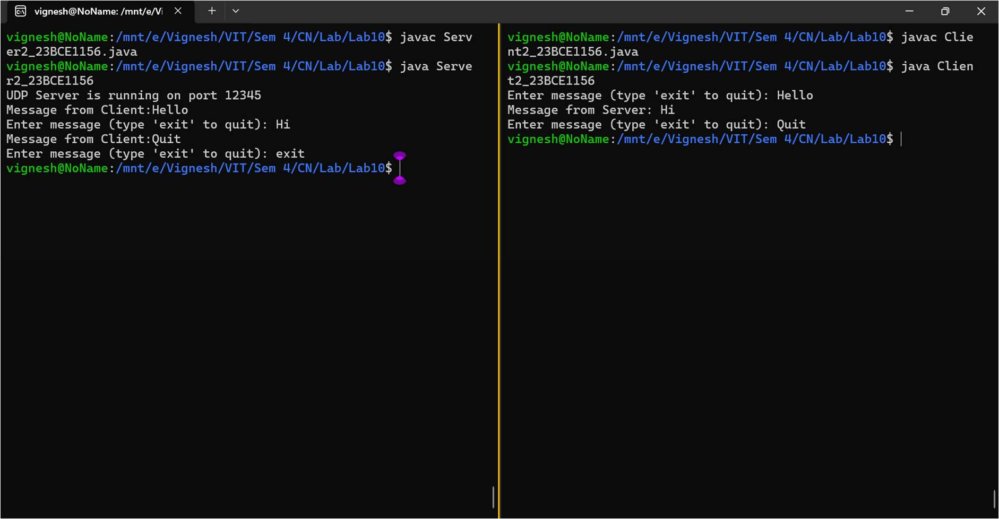 vignesh@NoName: /mnt/e/Vi
vignesh@NoName:/mnt/e/Vignesh/VIT/Sem 4/CN/Lab/Lab10$ javac Serv
er2_23BCE1156.java
vignesh@NoName:/mnt/e/Vignesh/VIT/Sem 4/CN/Lab/Lab10$ java Serve
r2_23BCE1156
UDP Server is running on port 12345
Message from Client:Hello
Enter message (type 'exit' to quit): Hi
Message from Client:Quit
Enter message (type 'exit' to quit): exit
vignesh@NoName:/mnt/e/Vignesh/VIT/Sem 4/CN/Lab/Lab10$
vignesh@NoName:/mnt/e/Vignesh/VIT/Sem 4/CN/Lab/Lab10$ javac Clie
nt2_23BCE1156.java
vignesh@NoName:/mnt/e/Vignesh/VIT/Sem 4/CN/Lab/Lab10$ java Clien
t2_23BCE1156
Enter message (type 'exit' to quit): Hello
Message from Server: Hi
Enter message (type 'exit' to quit): Quit
vignesh@NoName:/mnt/e/Vignesh/VIT/Sem 4/CN/Lab/Lab10$